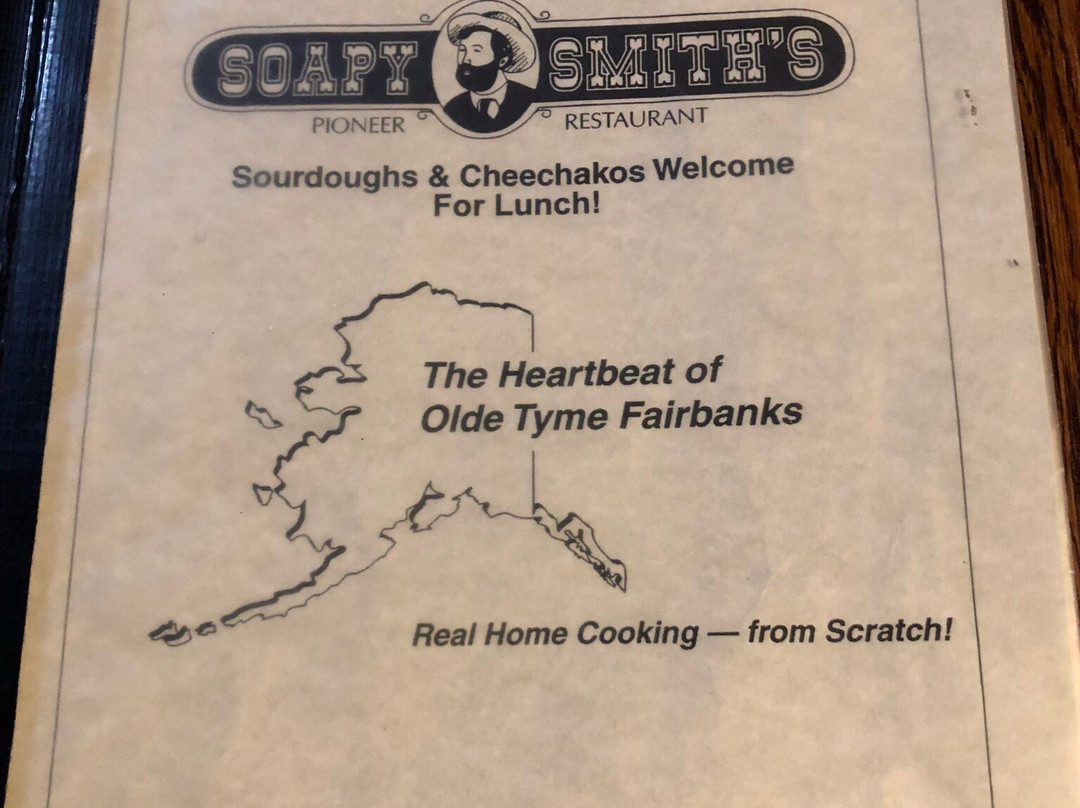 SOAPY SMITH'S
PIONEER RESTAURANT
Sourdoughs & Cheechakos Welcome
For Lunch!
The Heartbeat of
Olde Tyme Fairbanks
Real Home Cooking — from Scratch!